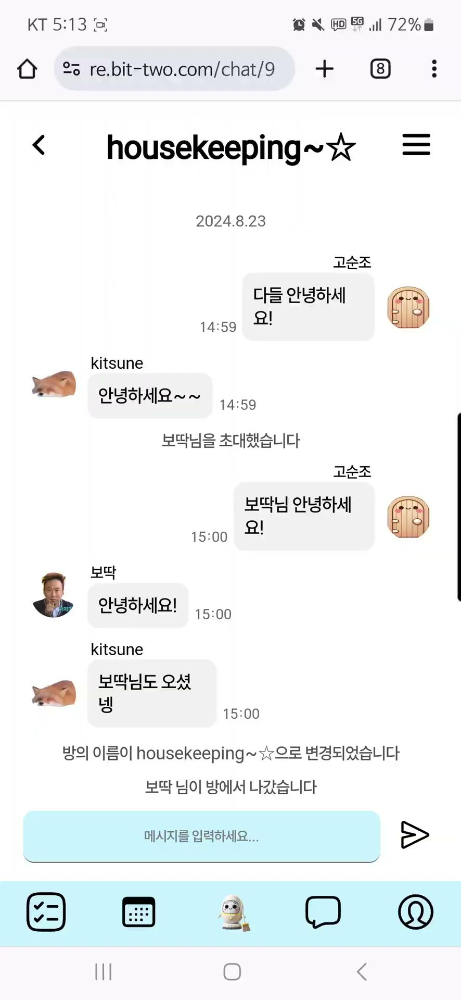 KT 5:13
HD 5G 72%
re.bit-two.com/chat/9
8
housekeeping~☆
2024.8.23
고순조
다들 안녕하세
요!
14:59
kitsune
안녕하세요~~
14:59
보딱님을 초대했습니다
고순조
보딱님 안녕하세
요!
15:00
보딱
안녕하세요!
15:00
kitsune
보딱님도 오셨
넹
15:00
방의 이름이 housekeeping~☆으로 변경되었습니다
보딱 님이 방에서 나갔습니다
메시지를 입력하세요...